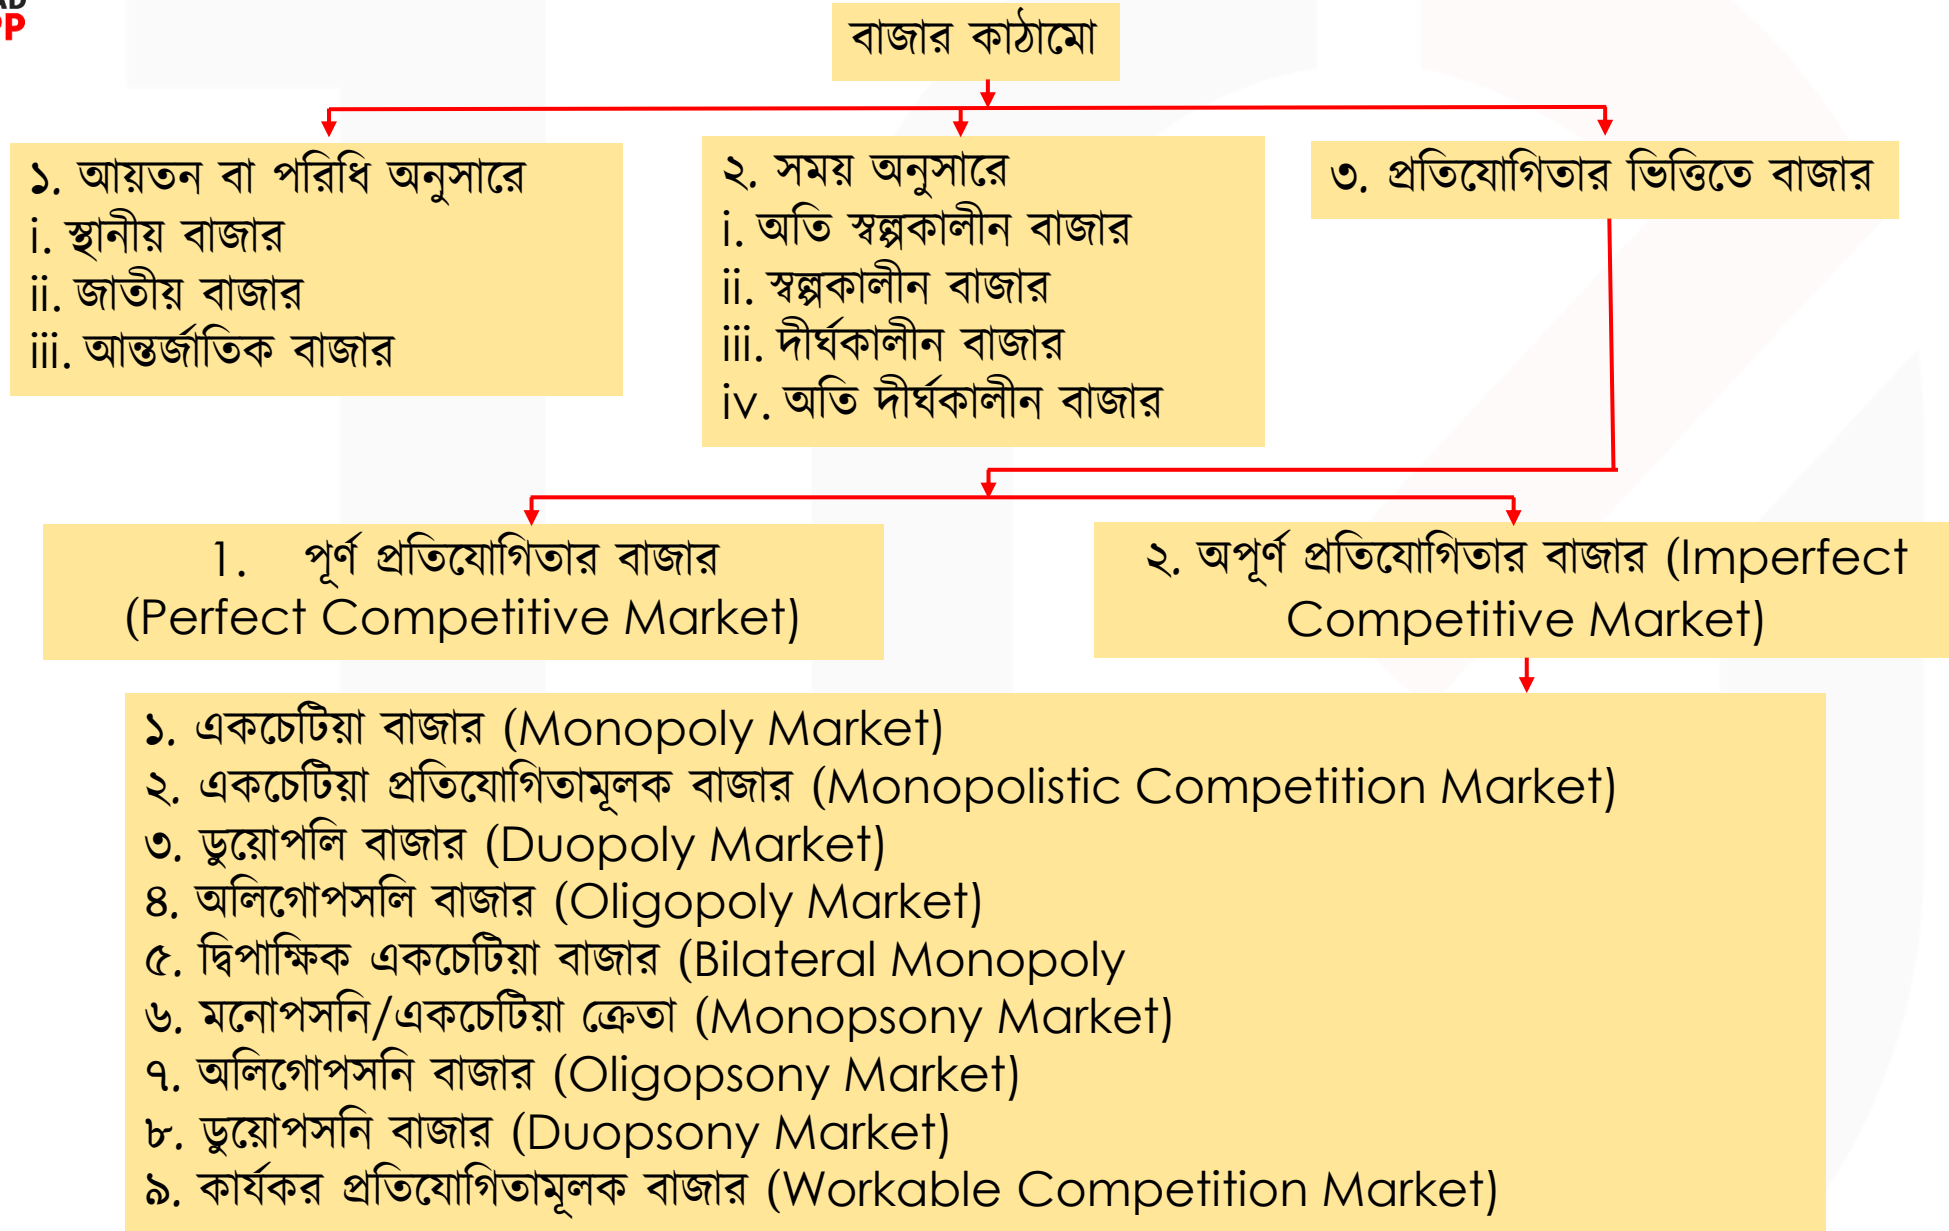 বাজার কাঠামো
১. আয়তন বা পরিধি অনুসারে
i. স্থানীয় বাজার
ii. জাতীয় বাজার
iii. আন্তর্জাতিক বাজার
২. সময় অনুসারে
i. অতি স্বল্পকালীন বাজার
ii. স্বল্পকালীন বাজার
iii. দীর্ঘকালীন বাজার
iv. অতি দীর্ঘকালীন বাজার
৩. প্রতিযোগিতার ভিত্তিতে বাজার
1. পূর্ণ প্রতিযোগিতার বাজার
(Perfect Competitive Market)
২. অপূর্ণ প্রতিযোগিতার বাজার (Imperfect
Competitive Market)
১. একচেটিয়া বাজার (Monopoly Market)
২. একচেটিয়া প্রতিযোগিতামূলক বাজার (Monopolistic Competition Market)
৩. ডুয়োপলি বাজার (Duopoly Market)
৪. অলিগোপসলি বাজার (Oligopoly Market)
৫. দ্বিপাক্ষিক একচেটিয়া বাজার (Bilateral Monopoly
৬. মনোপসনি/একচেটিয়া ক্রেতা (Monopsony Market)
৭. অলিগোপসনি বাজার (Oligopsony Market)
৮. ডুয়োপসনি বাজার (Duopsony Market)
৯. কার্যকর প্রতিযোগিতামূলক বাজার (Workable Competition Market)